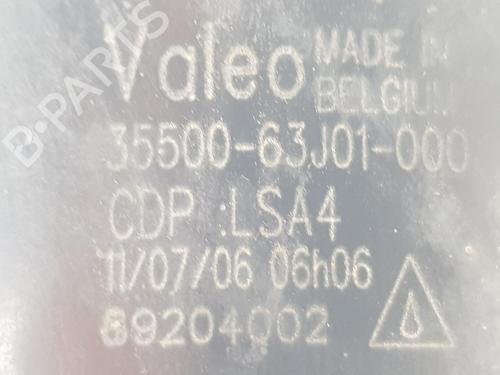 Valeo MADE IN
BELGIUM
35500-63J01-000
CDP :LSA4
11/07/06 06h06
89204002
B-PARTS